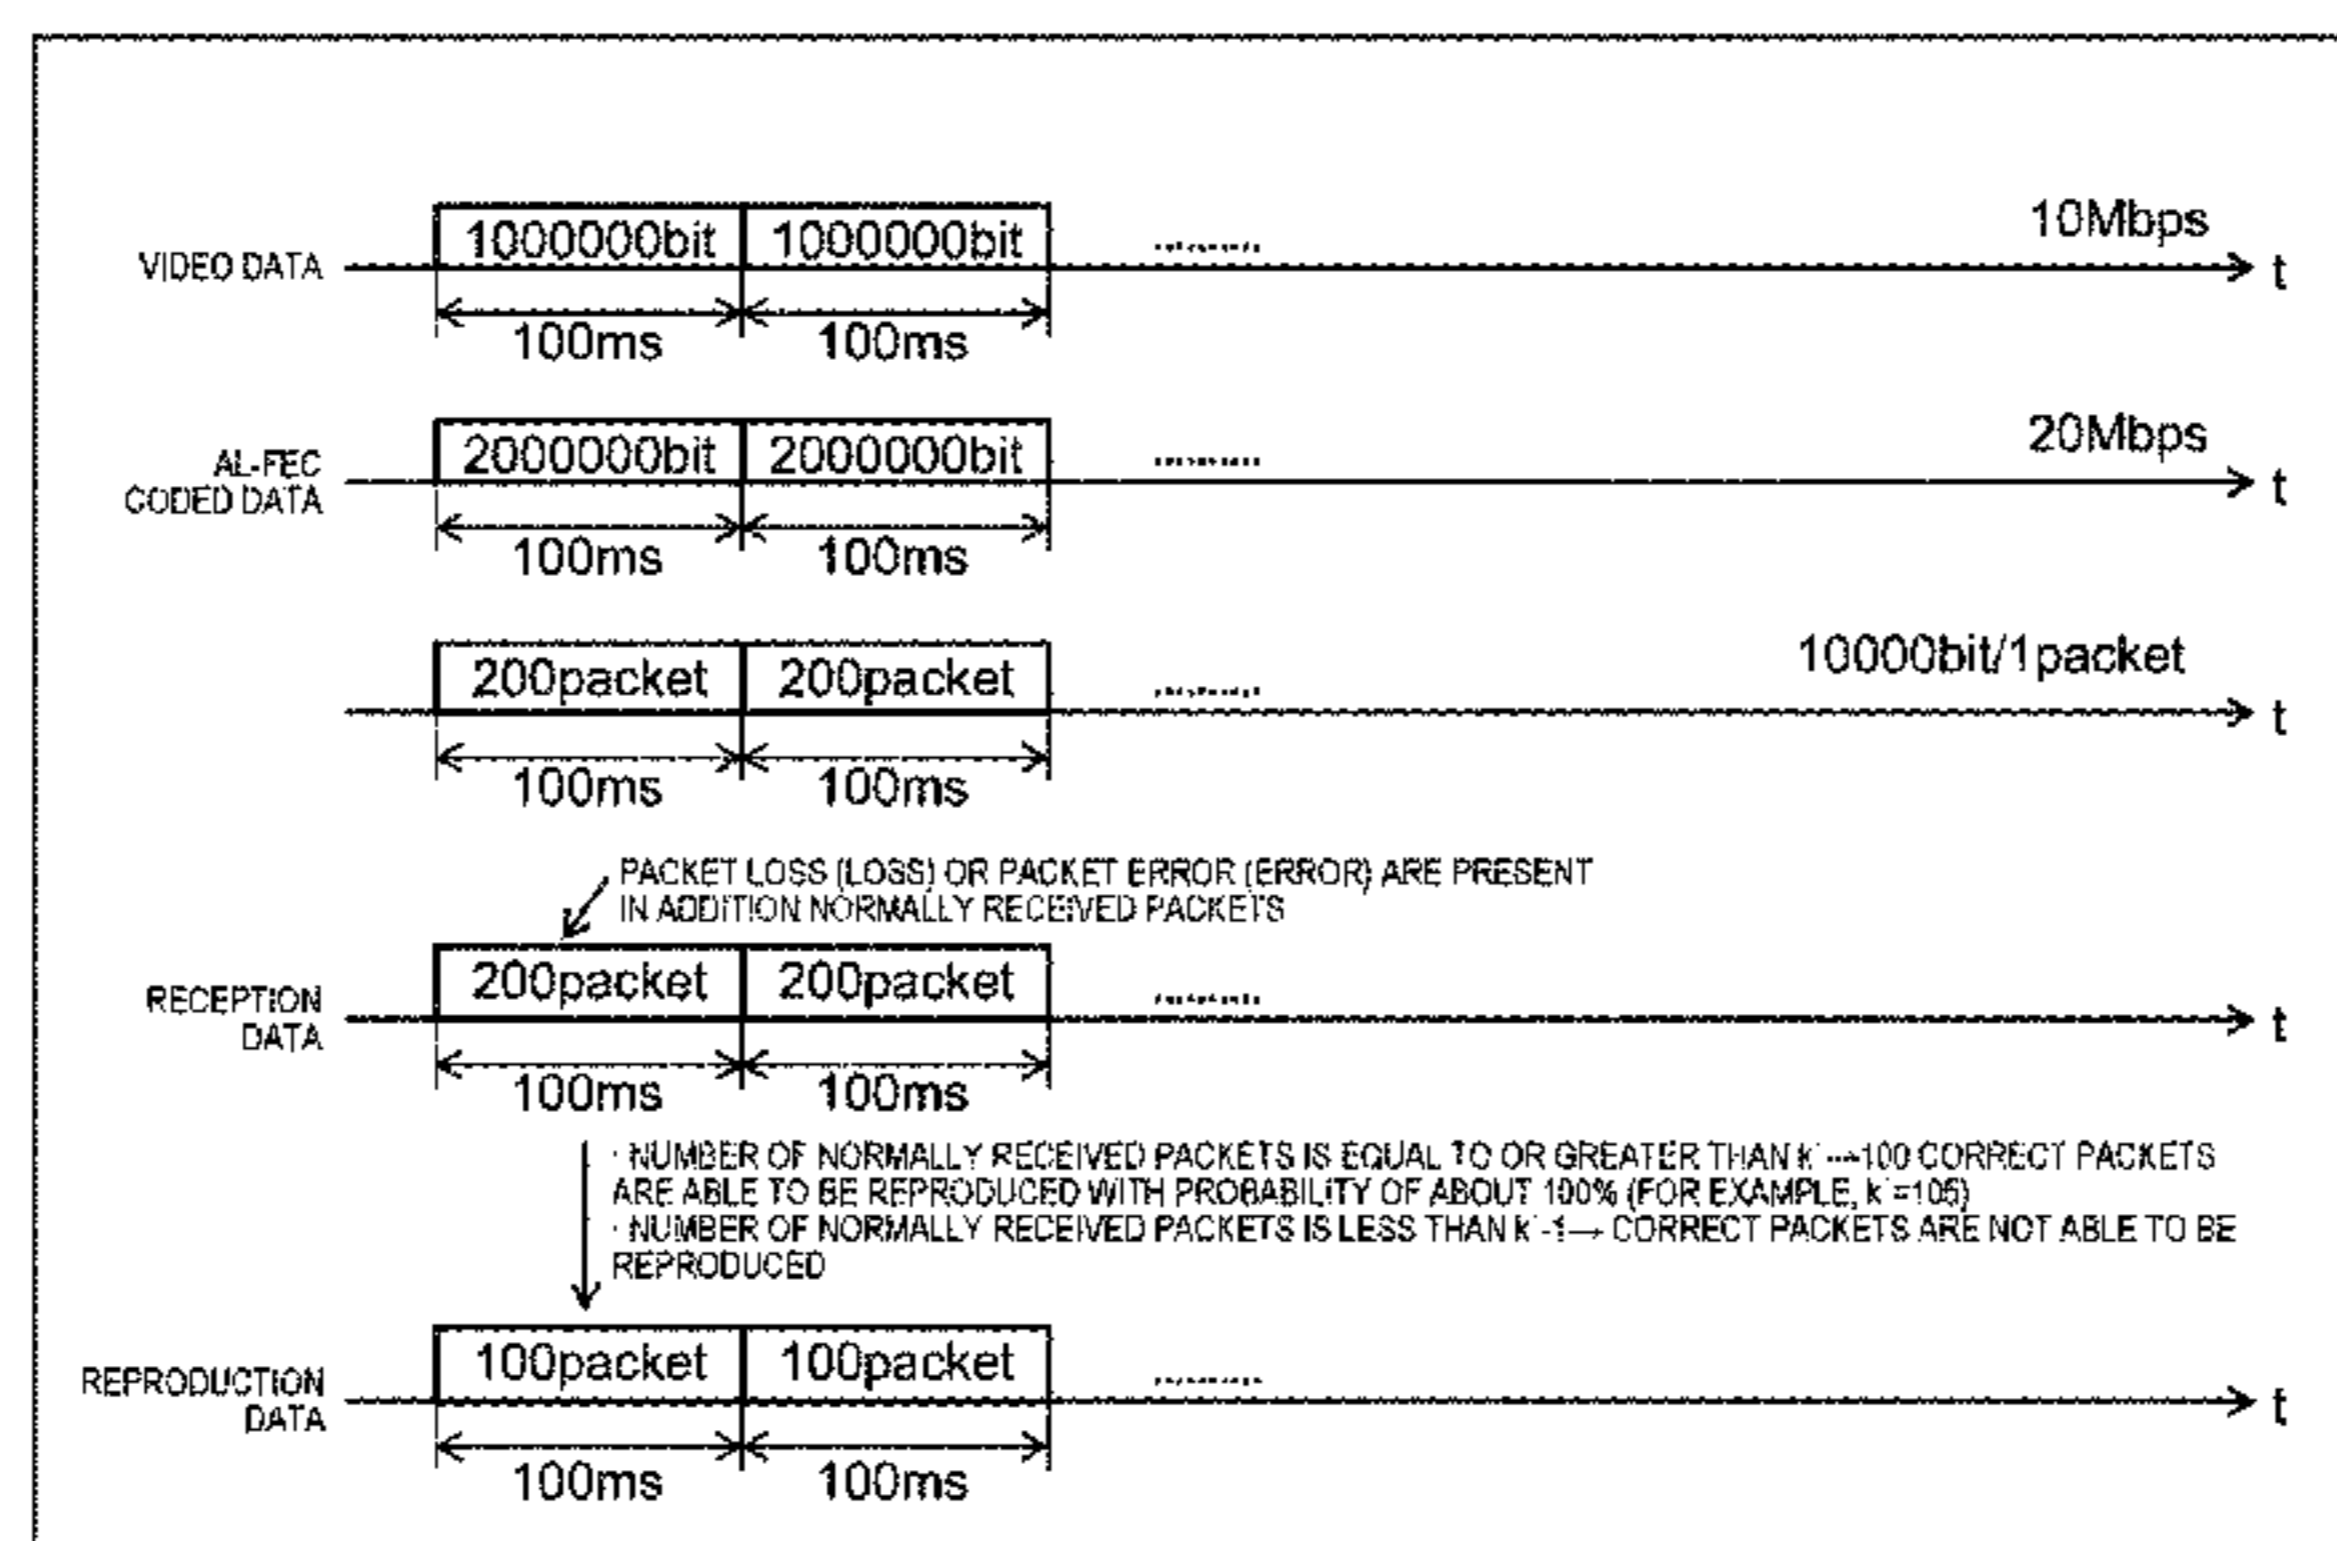 1000000bit 1000000bit ......... 10Mbps
VIDEO DATA t
100ms 100ms
2000000bit 2000000bit ......... 20Mbps
AL-FEC
CODED DATA t
100ms 100ms
200packet 200packet ......... 10000bit/1packet
t
100ms 100ms
PACKET LOSS (LOSS) OR PACKET ERROR (ERROR) ARE PRESENT
IN ADDITION NORMALLY RECEIVED PACKETS
200packet 200packet .........
RECEPTION
DATA t
100ms 100ms
· NUMBER OF NORMALLY RECEIVED PACKETS IS EQUAL TO OR GREATER THAN k' → 100 CORRECT PACKETS
ARE ABLE TO BE REPRODUCED WITH PROBABILITY OF ABOUT 100% (FOR EXAMPLE, k'=105)
· NUMBER OF NORMALLY RECEIVED PACKETS IS LESS THAN k'-1 → CORRECT PACKETS ARE NOT ABLE TO BE
REPRODUCED
100packet 100packet .........
REPRODUCTION
DATA t
100ms 100ms